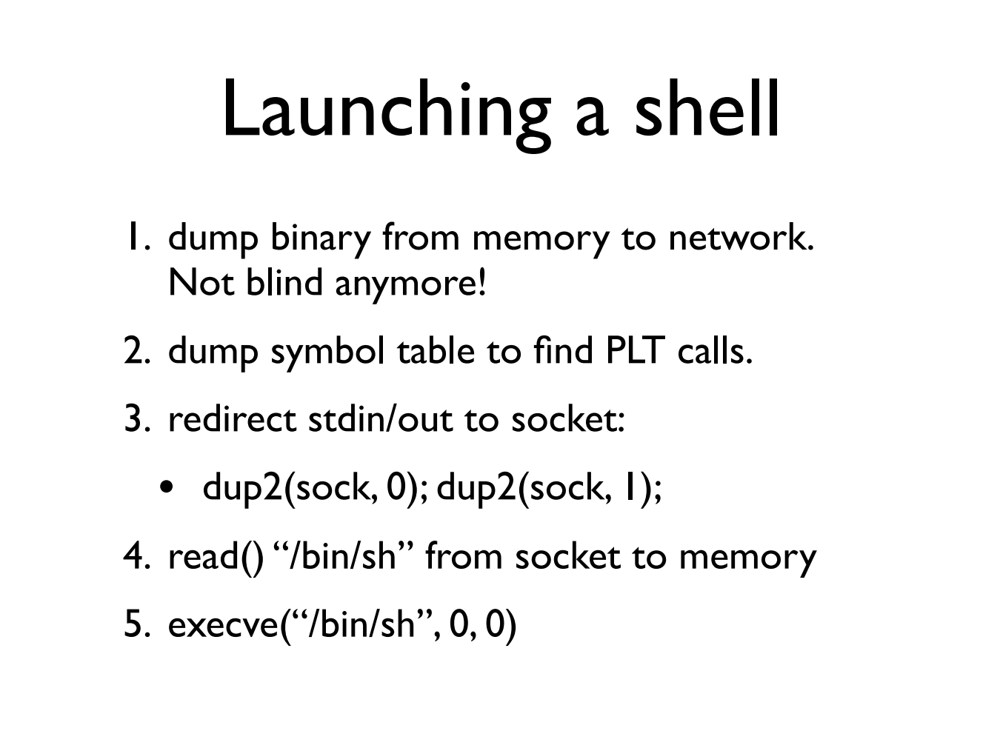 Launching a shell
1. dump binary from memory to network.
Not blind anymore!
2. dump symbol table to find PLT calls.
3. redirect stdin/out to socket:
• dup2(sock, 0); dup2(sock, 1);
4. read() “/bin/sh” from socket to memory
5. execve(“/bin/sh”, 0, 0)